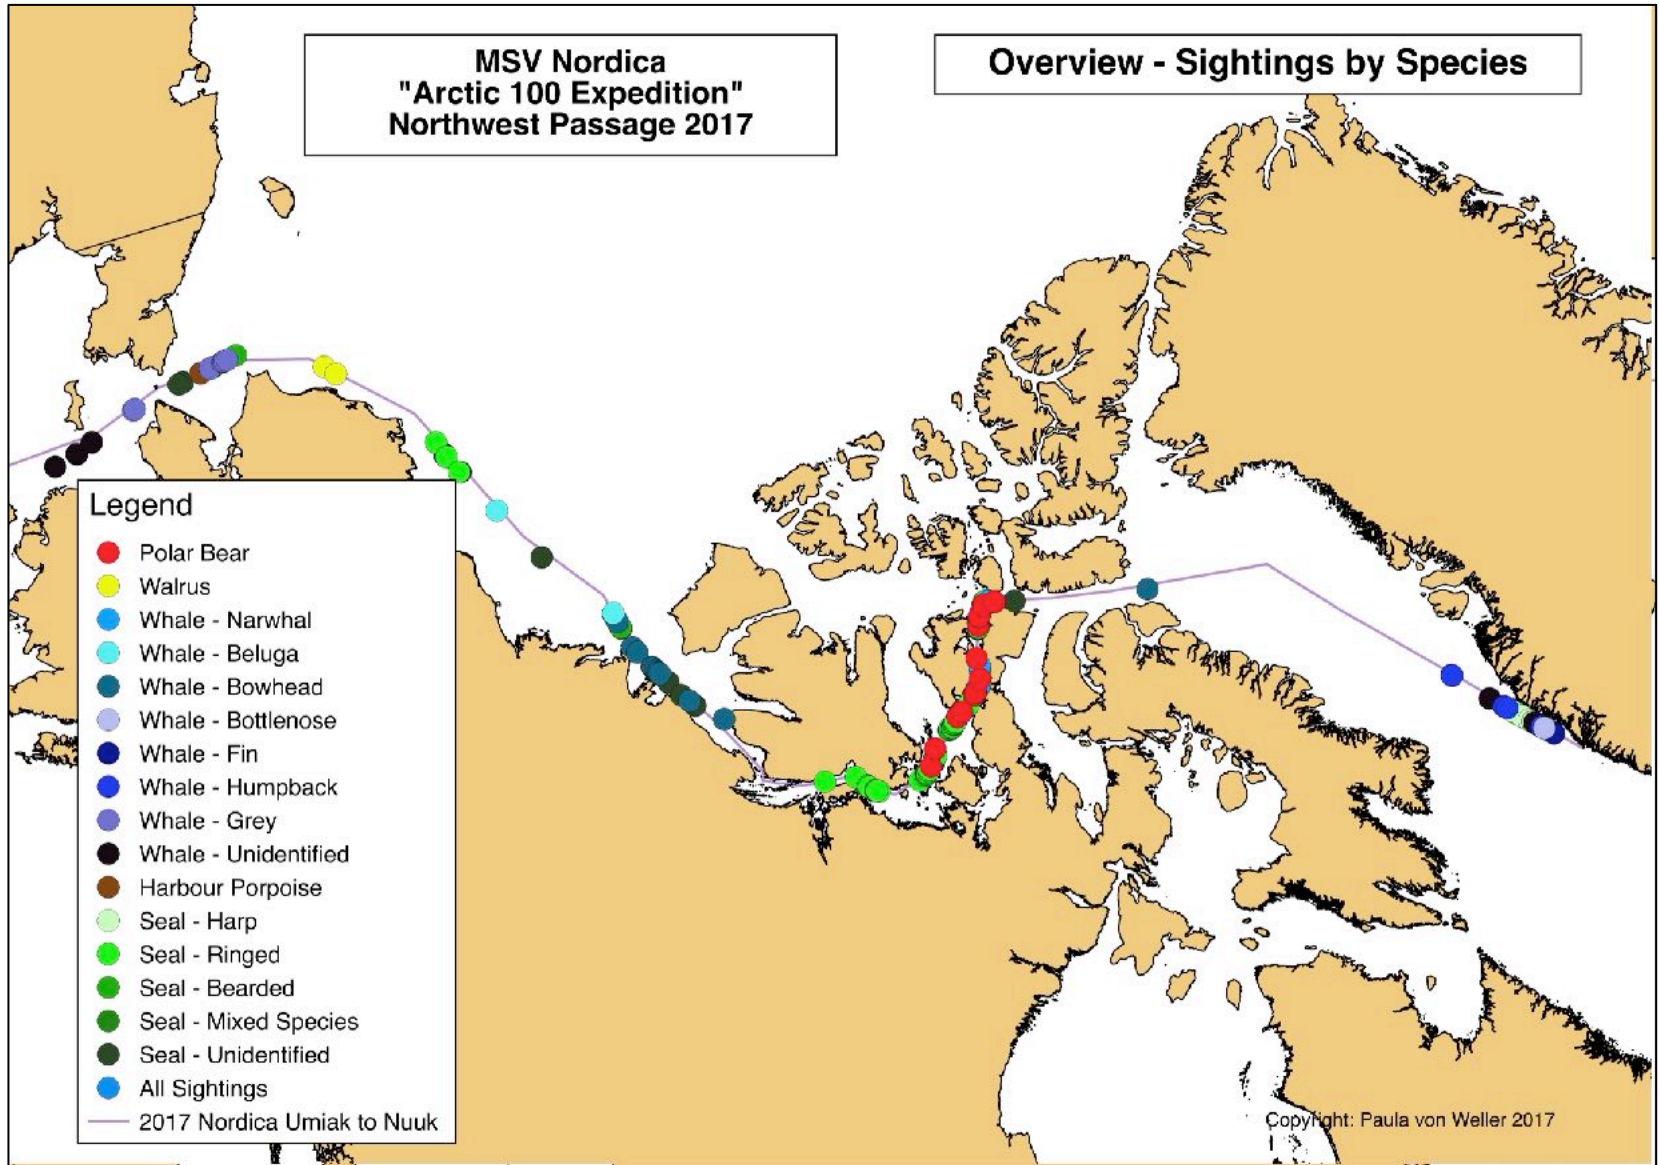 MSV Nordica
"Arctic 100 Expedition"
Northwest Passage 2017
Overview - Sightings by Species
Legend
Polar Bear
Walrus
Whale - Narwhal
Whale - Beluga
Whale - Bowhead
Whale - Bottlenose
Whale - Fin
Whale - Humpback
Whale - Grey
Whale - Unidentified
Harbour Porpoise
Seal - Harp
Seal - Ringed
Seal - Bearded
Seal - Mixed Species
Seal - Unidentified
All Sightings
2017 Nordica Umiak to Nuuk
Copyright: Paula von Weller 2017